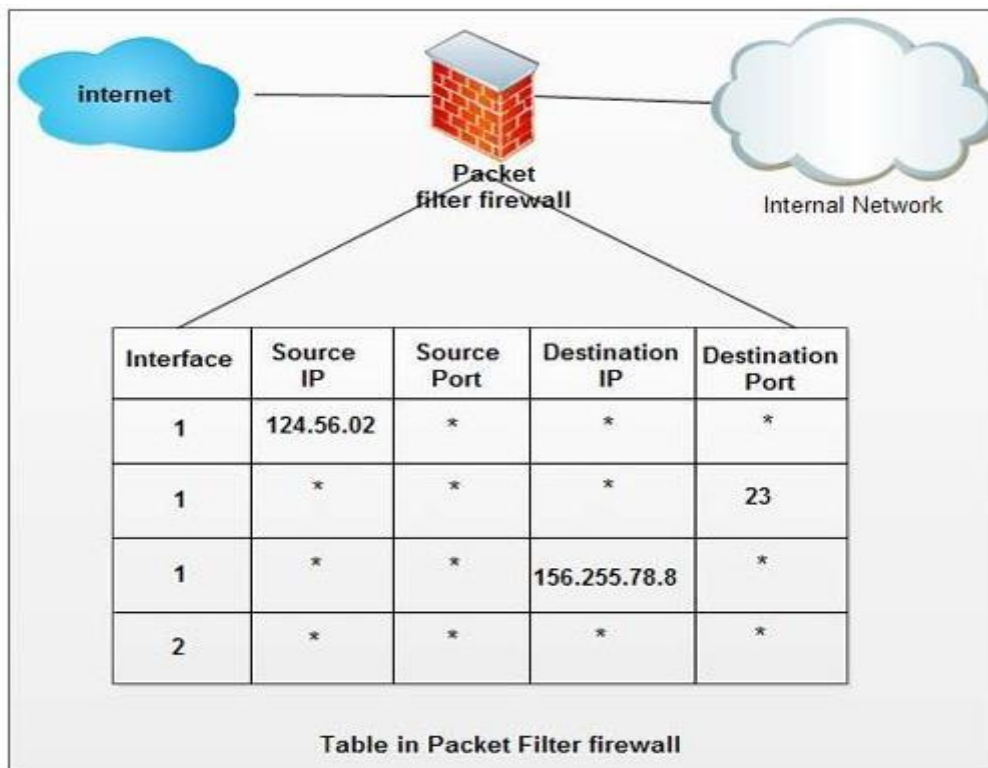 internet
Packet
filter firewall
Internal Network
Interface Source IP Source Port Destination IP Destination Port
1 124.56.02 * * *
1 * * * 23
1 * * 156.255.78.8 *
2 * * * *
Table in Packet Filter firewall